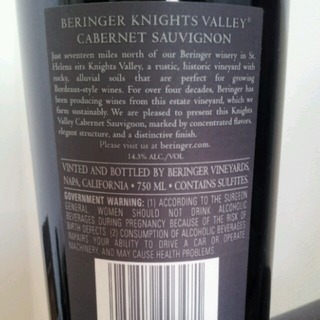 BERINGER KNIGHTS VALLEY®
CABERNET SAUVIGNON
Just seventeen miles north of our Beringer winery in St.
Helena sits Knights Valley, a rustic, historic vineyard with
rocky, alluvial soils that are perfect for growing
Bordeaux-style wines. For over four decades, Beringer has
been producing wines from this estate vineyard, which we
farm sustainably. We are pleased to present this Knights
Valley Cabernet Sauvignon, marked by concentrated flavors,
elegant structure, and a distinctive finish.
Please visit us at beringer.com.
14.3% ALC./VOL.
VINTED AND BOTTLED BY BERINGER VINEYARDS,
NAPA, CALIFORNIA • 750 ML • CONTAINS SULFITES
GOVERNMENT WARNING: (1) ACCORDING TO THE SURGEON
GENERAL, WOMEN SHOULD NOT DRINK ALCOHOLIC
BEVERAGES DURING PREGNANCY BECAUSE OF THE RISK OF
BIRTH DEFECTS. (2) CONSUMPTION OF ALCOHOLIC BEVERAGES
IMPAIRS YOUR ABILITY TO DRIVE A CAR OR OPERATE
MACHINERY, AND MAY CAUSE HEALTH PROBLEMS.